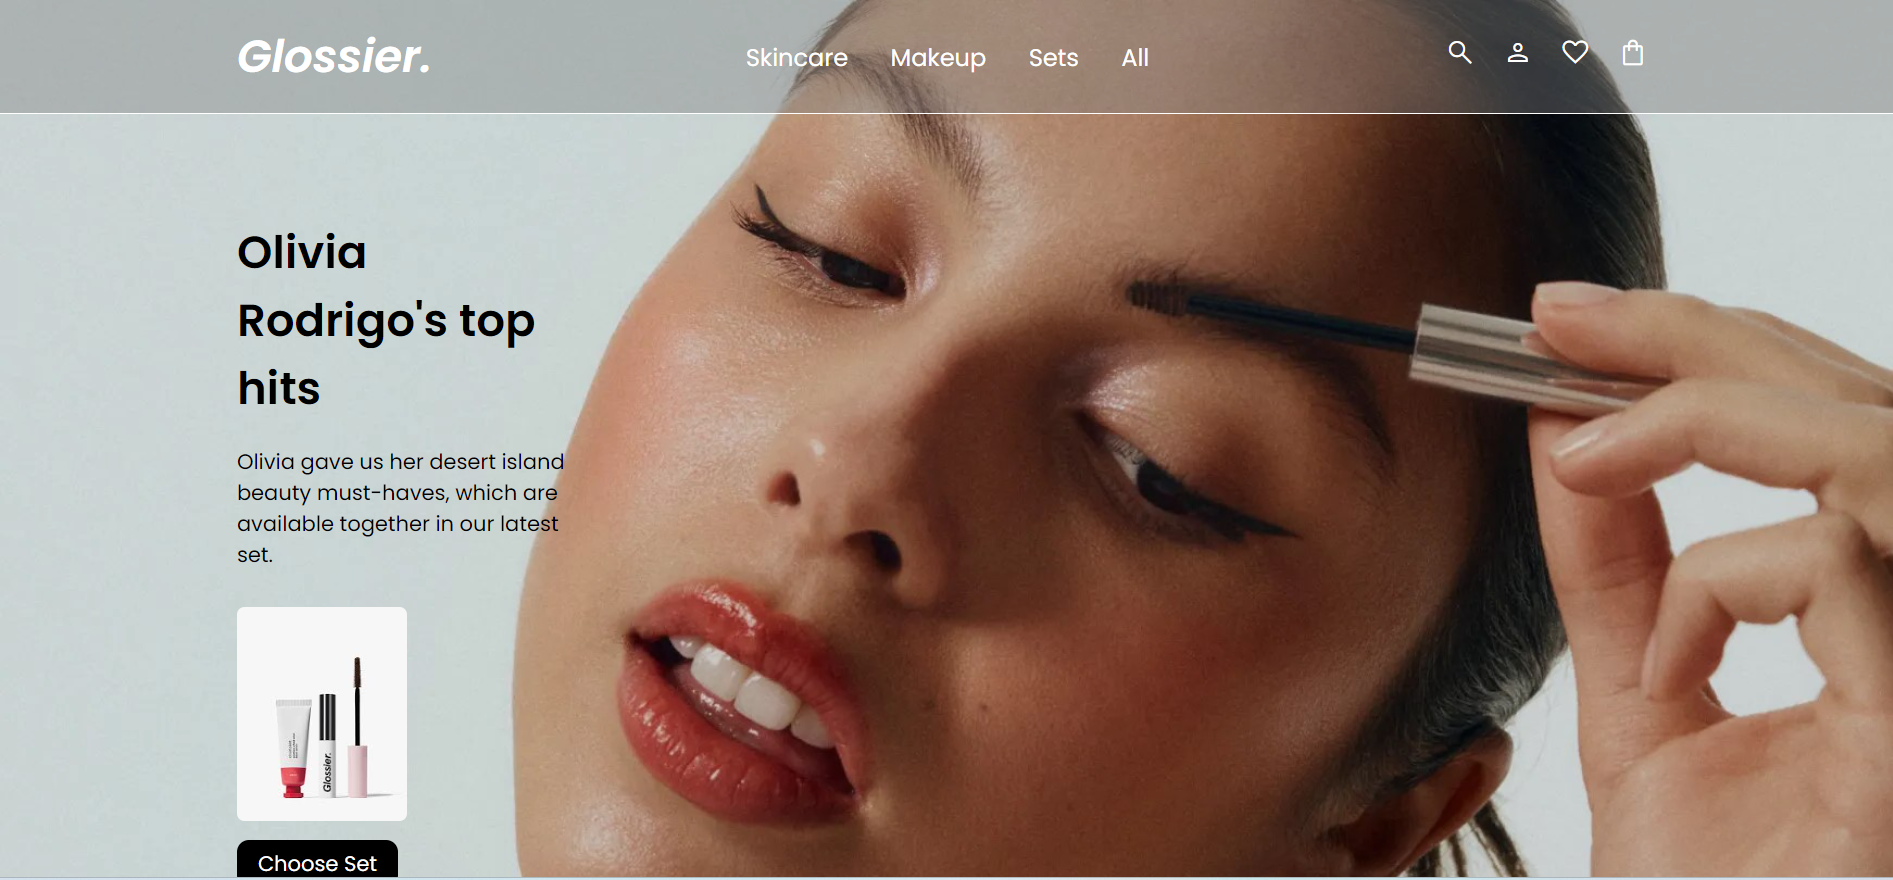 Glossier.
Skincare Makeup Sets All
Olivia
Rodrigo's top
hits
Olivia gave us her desert island
beauty must-haves, which are
available together in our latest
set.
Glossier.
Choose Set